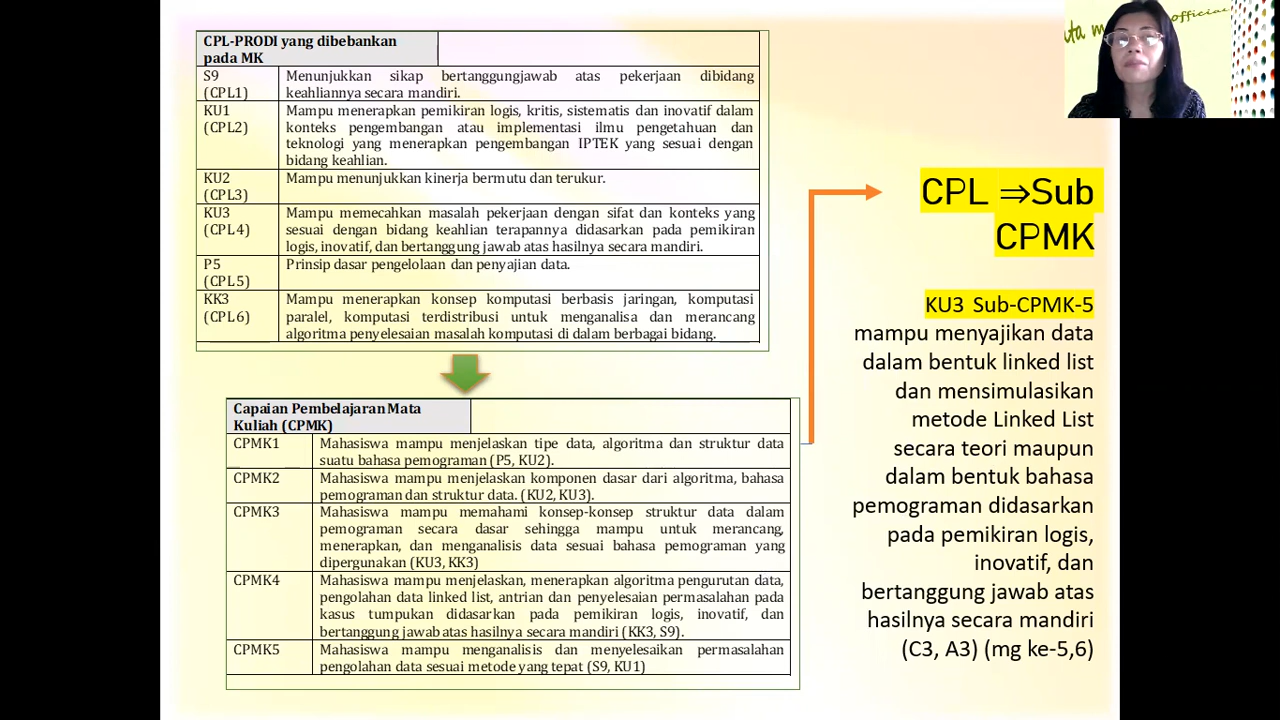 CPL-PRODI yang dibebankan
pada MK
S9
(CPL1)
Menunjukkan sikap bertanggungjawab atas pekerjaan dibidang
keahliannya secara mandiri.
KU1
(CPL2)
Mampu menerapkan pemikiran logis, kritis, sistematis dan inovatif dalam
konteks pengembangan atau implementasi ilmu pengetahuan dan
teknologi yang menerapkan pengembangan IPTEK yang sesuai dengan
bidang keahlian.
KU2
(CPL3)
Mampu menunjukkan kinerja bermutu dan terukur.
KU3
(CPL4)
Mampu memecahkan masalah pekerjaan dengan sifat dan konteks yang
sesuai dengan bidang keahlian terapannya didasarkan pada pemikiran
logis, inovatif, dan bertanggung jawab atas hasilnya secara mandiri.
P5
(CPL5)
Prinsip dasar pengelolaan dan penyajian data.
KK3
(CPL6)
Mampu menerapkan konsep komputasi berbasis jaringan, komputasi
paralel, komputasi terdistribusi untuk menganalisa dan merancang
algoritma penyelesaian masalah komputasi di dalam berbagai bidang.
Capaian Pembelajaran Mata
Kuliah (CPMK)
CPMK1
Mahasiswa mampu menjelaskan tipe data, algoritma dan struktur data
suatu bahasa pemograman (P5, KU2).
CPMK2
Mahasiswa mampu menjelaskan komponen dasar dari algoritma, bahasa
pemograman dan struktur data. (KU2, KU3).
CPMK3
Mahasiswa mampu memahami konsep-konsep struktur data dalam
pemograman secara dasar sehingga mampu untuk merancang,
menerapkan, dan menganalisis data sesuai bahasa pemograman yang
dipergunakan (KU3, KK3)
CPMK4
Mahasiswa mampu menjelaskan, menerapkan algoritma pengurutan data,
pengolahan data linked list, antrian dan penyelesaian permasalahan pada
kasus tumpukan didasarkan pada pemikiran logis, inovatif, dan
bertanggung jawab atas hasilnya secara mandiri (KK3, S9).
CPMK5
Mahasiswa mampu menganalisis dan menyelesaikan permasalahan
pengolahan data sesuai metode yang tepat (S9, KU1)
CPL ⇒Sub
CPMK
KU3 Sub-CPMK-5
mampu menyajikan data
dalam bentuk linked list
dan mensimulasikan
metode Linked List
secara teori maupun
dalam bentuk bahasa
pemograman didasarkan
pada pemikiran logis,
inovatif, dan
bertanggung jawab atas
hasilnya secara mandiri
(C3, A3) (mg ke-5,6)
official